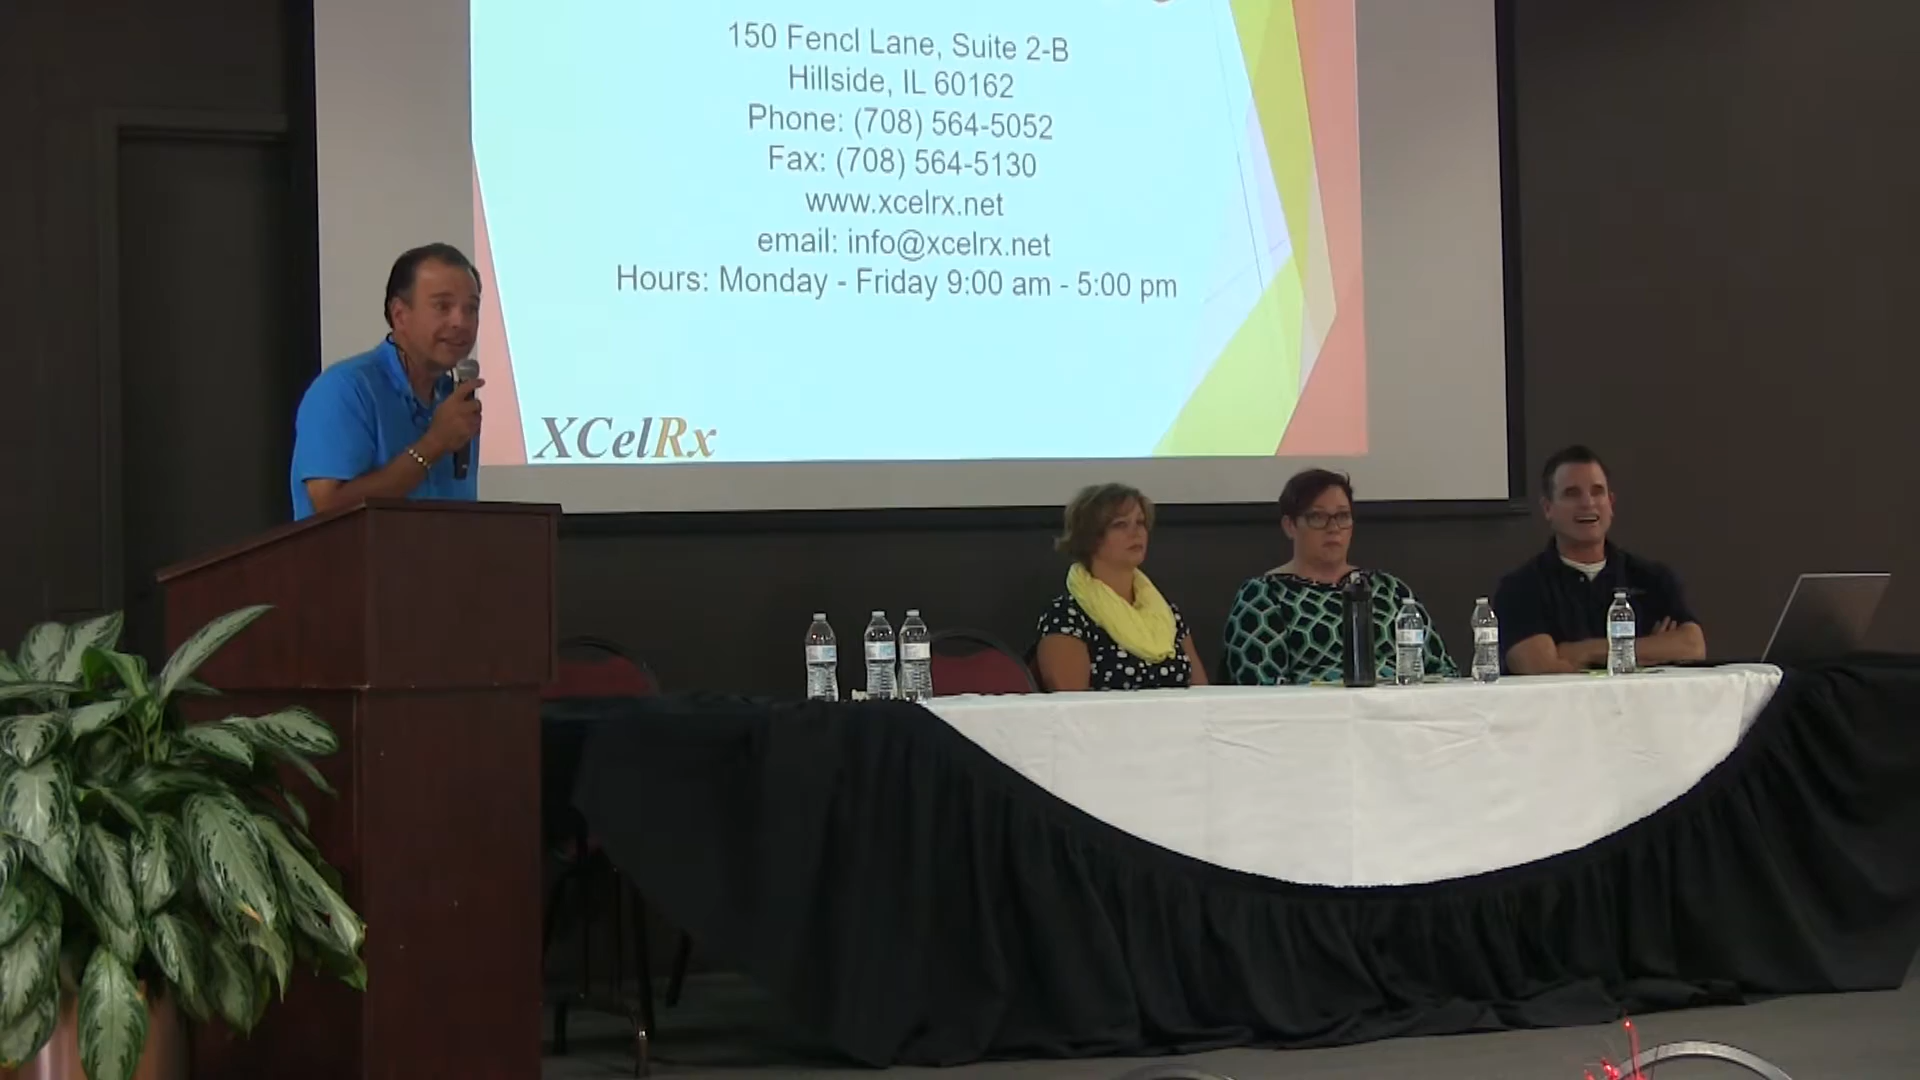 150 Fencl Lane, Suite 2-B
Hillside, IL 60162
Phone: (708) 564-5052
Fax: (708) 564-5130
www.xcelrx.net
email: info@xcelrx.net
Hours: Monday - Friday 9:00 am - 5:00 pm
XCelRx